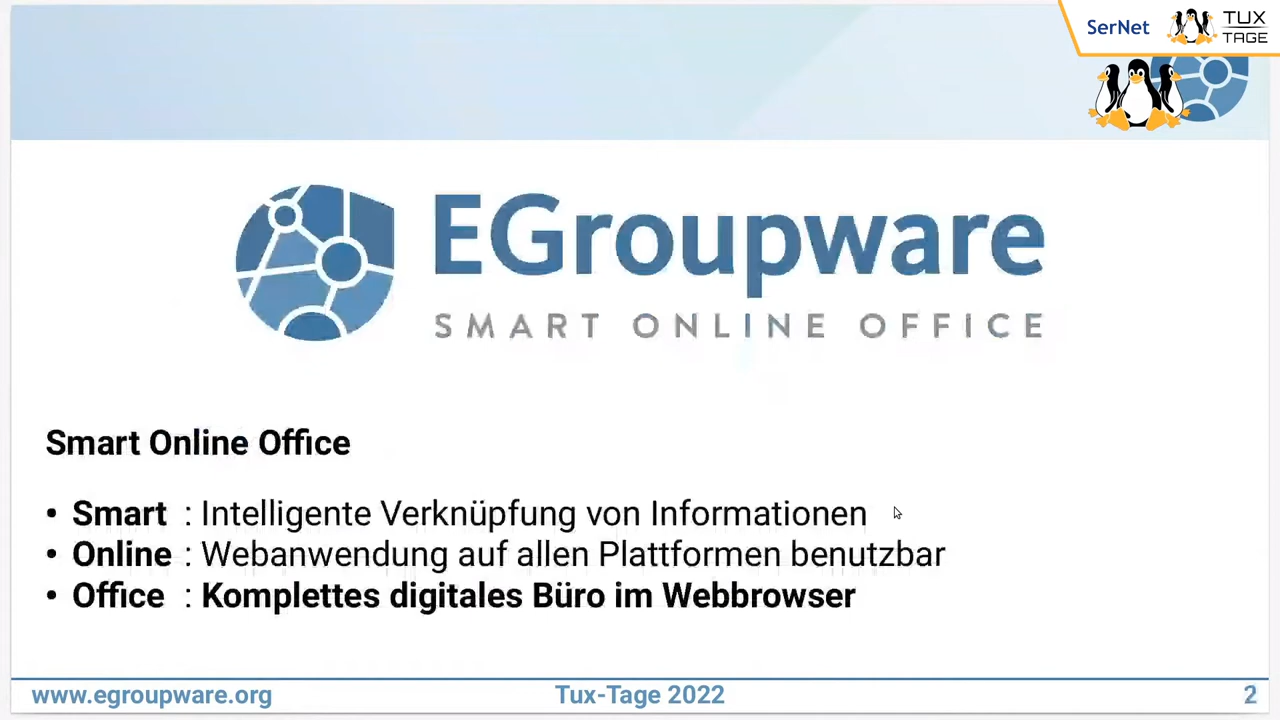 SerNet
TUX
TAGE
EGroupware
SMART ONLINE OFFICE
Smart Online Office
• Smart : Intelligente Verknüpfung von Informationen
• Online : Webanwendung auf allen Plattformen benutzbar
• Office : Komplettes digitales Büro im Webbrowser
www.egroupware.org Tux-Tage 2022 2